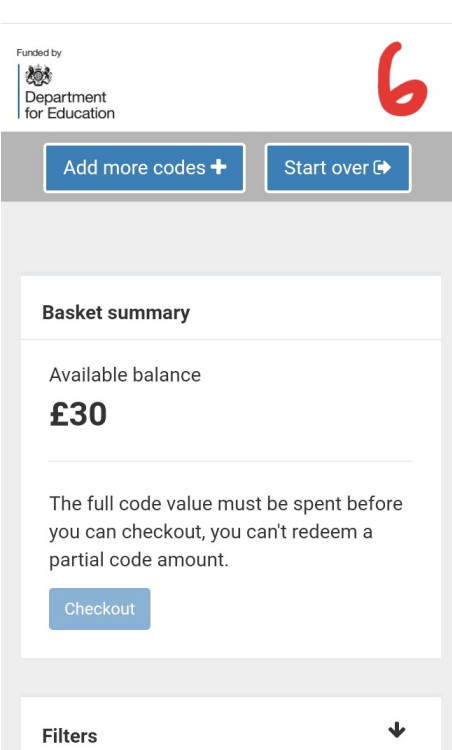 Funded by
Department
for Education
6
Add more codes +
Start over
Basket summary
Available balance
£30
The full code value must be spent before
you can checkout, you can't redeem a
partial code amount.
Checkout
Filters